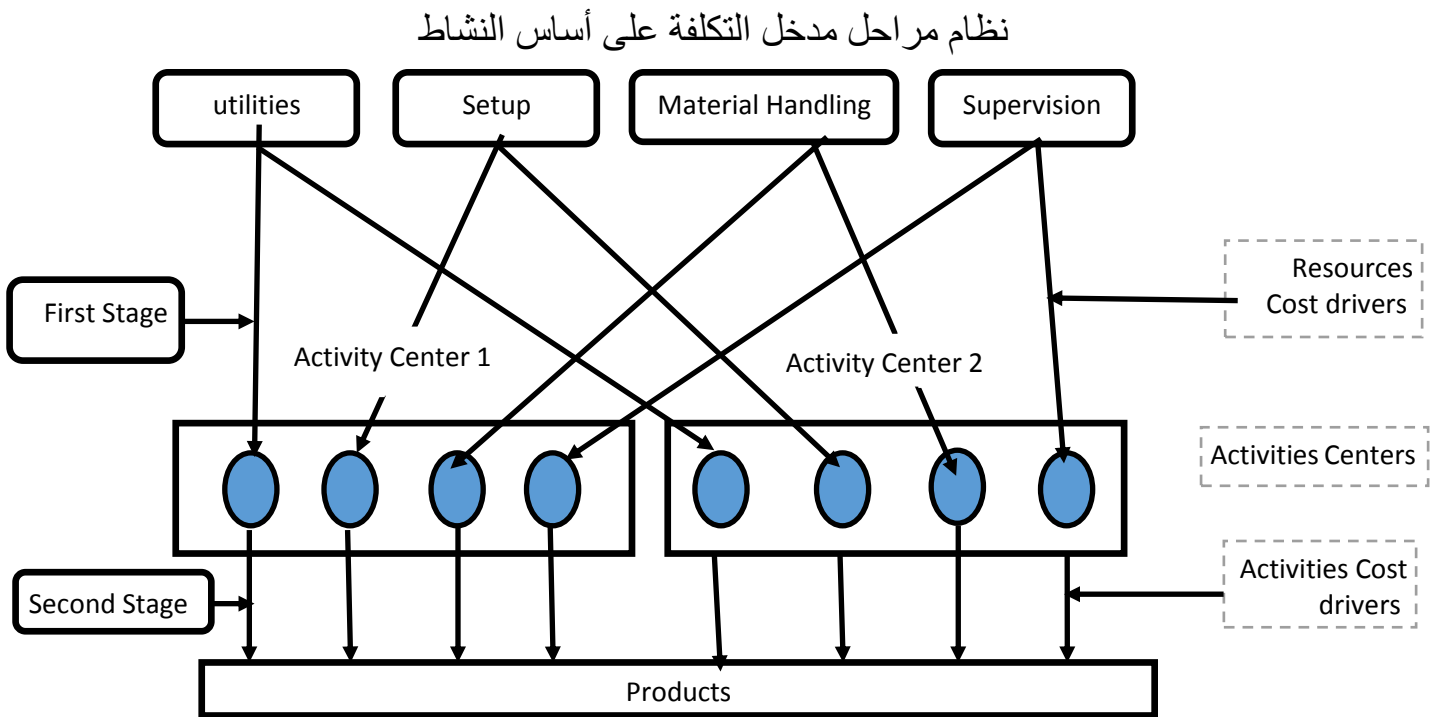 نظام مراحل مدخل التكلفة على أساس النشاط
utilities
Setup
Material Handling
Supervision
First Stage
Resources
Cost drivers
Activity Center 1
Activity Center 2
Activities Centers
Second Stage
Activities Cost
drivers
Products